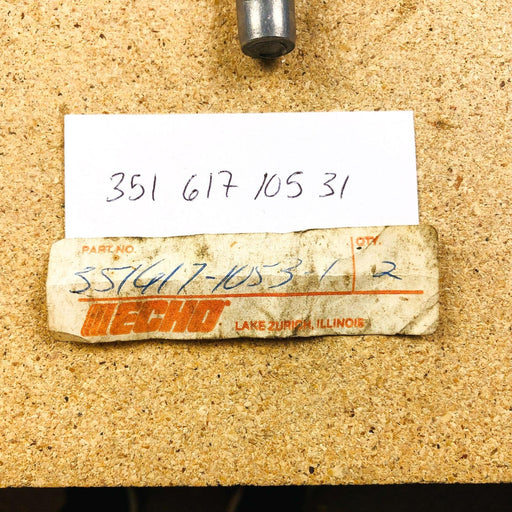 351 617 105 31
PART NO. QTY.
351617-1053-1 2
ECHO LAKE ZURICH, ILLINOIS